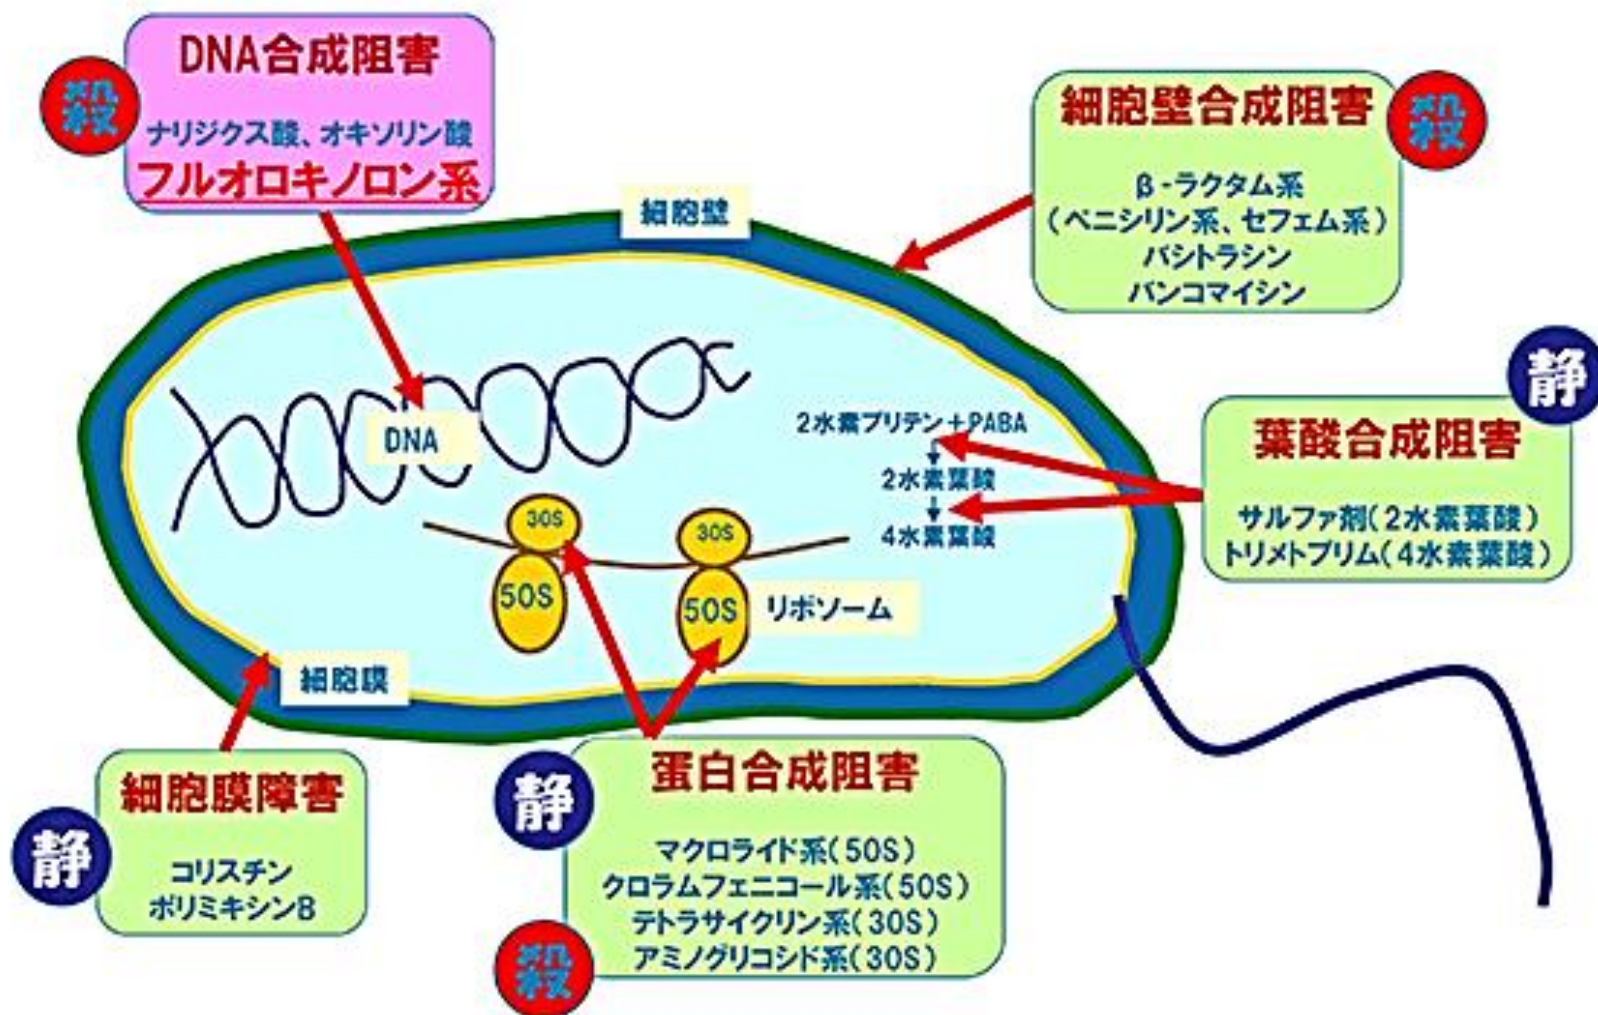 DNA合成阻害
殺
ナリジクス酸、オキソリン酸
フルオロキノロン系
細胞壁合成阻害
殺
β-ラクタム系
(ペニシリン系、セフェム系)
バシトラシン
バンコマイシン
細胞壁
静
葉酸合成阻害
サルファ剤(2水素葉酸)
トリメトプリム(4水素葉酸)
2水素プリテン+PABA
2水素葉酸
4水素葉酸
DNA
30S
30S
50S
50S
リボソーム
細胞膜
細胞膜障害
静
コリスチン
ポリミキシンB
蛋白合成阻害
静
マクロライド系(50S)
クロラムフェニコール系(50S)
テトラサイクリン系(30S)
アミノグリコシド系(30S)
殺